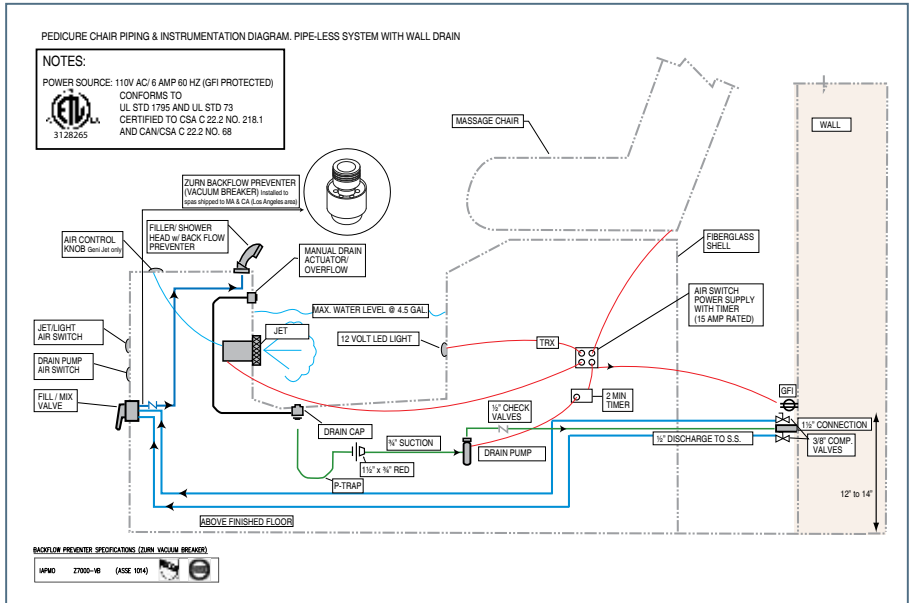 PEDICURE CHAIR PIPING & INSTRUMENTATION DIAGRAM. PIPE-LESS SYSTEM WITH WALL DRAIN
NOTES:
POWER SOURCE: 110V AC/ 6 AMP 60 HZ (GFI PROTECTED)
CONFORMS TO
UL STD 1795 AND UL STD 73
CERTIFIED TO CSA C 22.2 NO. 218.1
AND CAN/CSA C 22.2 NO. 68
ETL
3128265
MASSAGE CHAIR
WALL
ZURN BACKFLOW PREVENTER
(VACUUM BREAKER) Installed to
spas shipped to MA & CA (Los Angeles area)
FILLER/ SHOWER
HEAD w/ BACK FLOW
PREVENTER
AIR CONTROL
KNOB Geni Jet only
MANUAL DRAIN
ACTUATOR/
OVERFLOW
FIBERGLASS
SHELL
MAX. WATER LEVEL @ 4.5 GAL.
AIR SWITCH
POWER SUPPLY
WITH TIMER
(15 AMP RATED)
JET/LIGHT
AIR SWITCH
JET
12 VOLT LED LIGHT
TRX
DRAIN PUMP
AIR SWITCH
FILL / MIX
VALVE
2 MIN
TIMER
GFI
½" CHECK
VALVES
DRAIN CAP
¾" SUCTION
DRAIN PUMP
½" DISCHARGE TO S.S.
1½" CONNECTION
3/8" COMP.
VALVES
1½" x ¾" RED
P-TRAP
12" to 14"
ABOVE FINISHED FLOOR
BACKFLOW PREVENTER SPECIFICATIONS (ZURN VACUUM BREAKER)
IAPMO Z7000-VB (ASSE 1014)